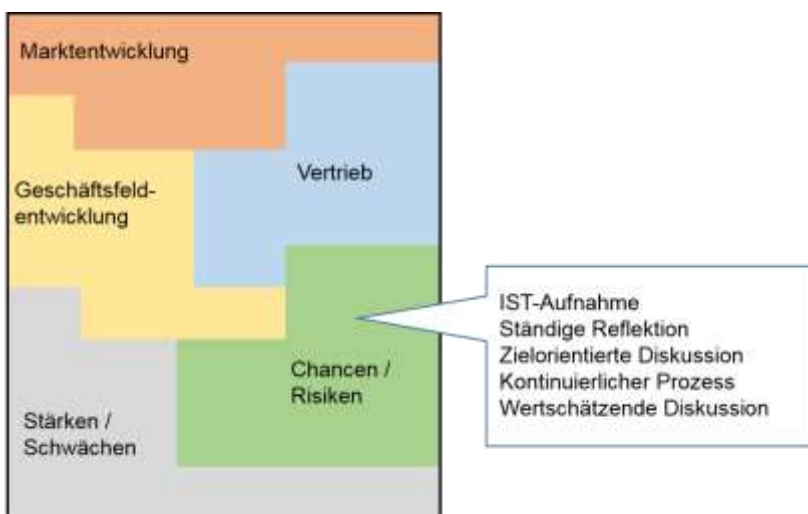 Marktentwicklung
Vertrieb
Geschäftsfeld-
entwicklung
IST-Aufnahme
Ständige Reflektion
Zielorientierte Diskussion
Kontinuierlicher Prozess
Wertschätzende Diskussion
Chancen /
Risiken
Stärken /
Schwächen